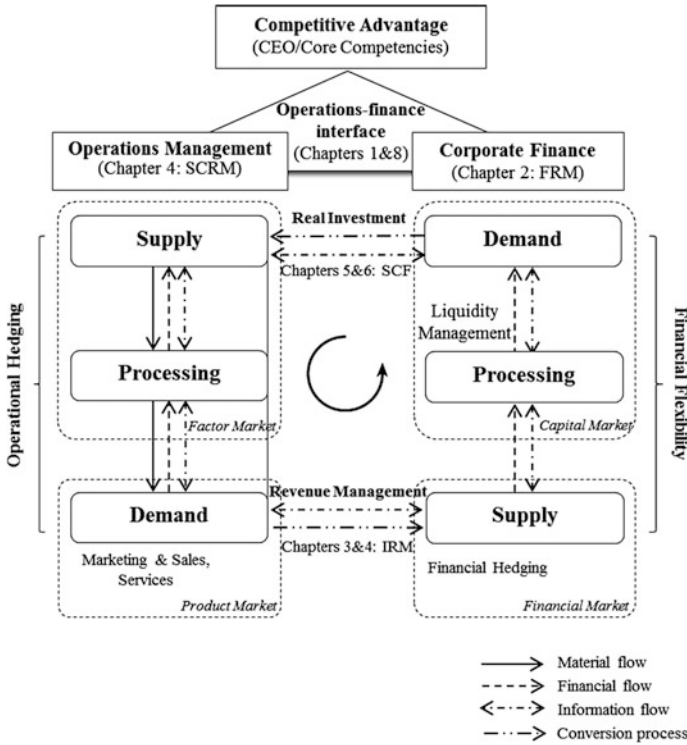 Competitive Advantage
(CEO/Core Competencies)
Operations-finance
interface
(Chapters 1&8)
Operations Management
(Chapter 4: SCRM)
Corporate Finance
(Chapter 2: FRM)
Operational Hedging
Supply
Real Investment
Chapters 5&6: SCF
Demand
Liquidity
Management
Processing
Factor Market
Processing
Capital Market
Financial Flexibility
Demand
Marketing & Sales,
Services
Product Market
Revenue Management
Chapters 3&4: IRM
Supply
Financial Hedging
Financial Market
Material flow
Financial flow
Information flow
Conversion process